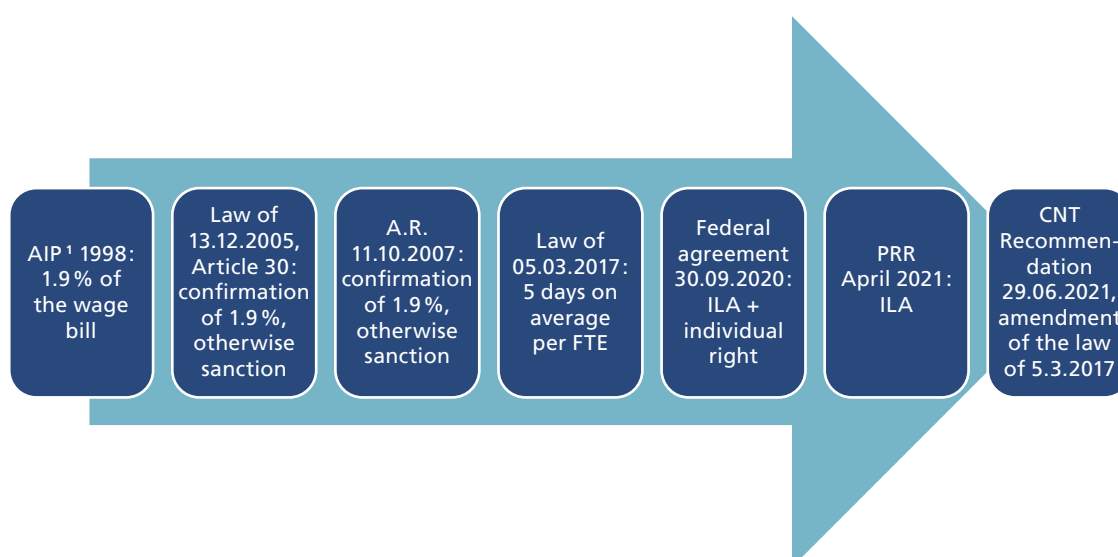 AIP ¹ 1998:
1.9 % of
the wage
bill
Law of
13.12.2005,
Article 30:
confirmation
of 1.9 %,
otherwise
sanction
A.R.
11.10.2007:
confirmation
of 1.9 %,
otherwise
sanction
Law of
05.03.2017:
5 days on
average
per FTE
Federal
agreement
30.09.2020:
ILA +
individual
right
PRR
April 2021:
ILA
CNT
Recommen-
dation
29.06.2021,
amendment
of the law
of 5.3.2017